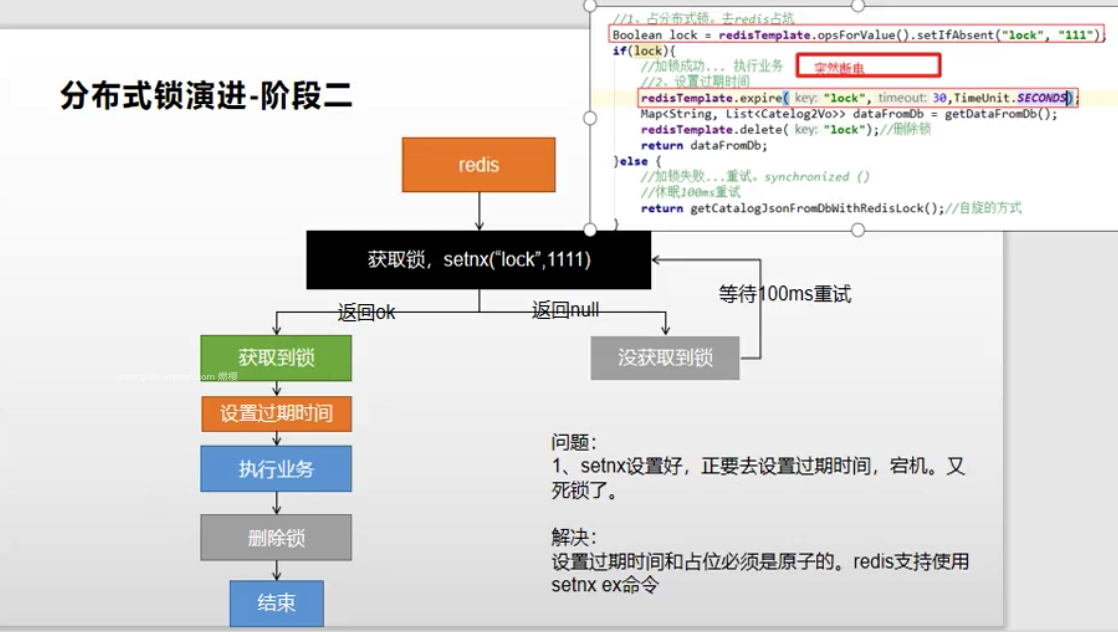 //1、占分布式锁。去redis占坑
Boolean lock = redisTemplate.opsForValue().setIfAbsent("lock", "111");
if(lock){
//加锁成功... 执行业务
突然断电
//2、设置过期时间
redisTemplate.expire( key: "lock", timeout: 30,TimeUnit.SECONDS);
Map<String, List<Catelog2Vo>> dataFromDb = getDataFromDb();
redisTemplate.delete( key: "lock");//删除锁
return dataFromDb;
}else {
//加锁失败...重试。synchronized ()
//休眠100ms重试
return getCatalogJsonFromDbWithRedisLock();//自旋的方式
}
分布式锁演进-阶段二
redis
获取锁，setnx(“lock”,1111)
等待100ms重试
返回ok
返回null
获取到锁
没获取到锁
设置过期时间
执行业务
删除锁
结束
问题：
1、setnx设置好，正要去设置过期时间，宕机。又
死锁了。
解决：
设置过期时间和占位必须是原子的。redis支持使用
setnx ex命令